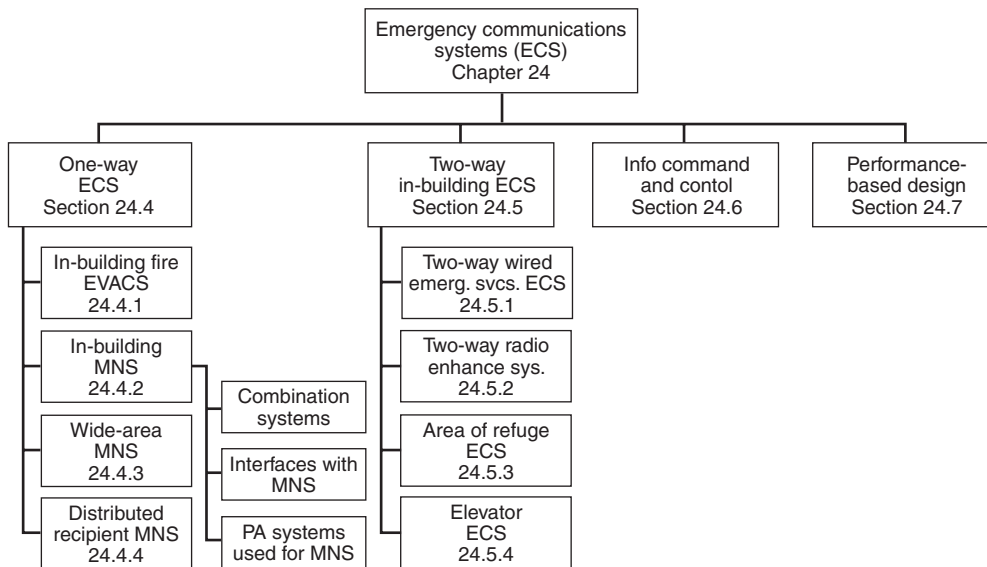 Emergency communications
systems (ECS)
Chapter 24
One-way
ECS
Section 24.4
Two-way
in-building ECS
Section 24.5
Info command
and contol
Section 24.6
Performance-
based design
Section 24.7
In-building fire
EVACS
24.4.1
In-building
MNS
24.4.2
Wide-area
MNS
24.4.3
Distributed
recipient MNS
24.4.4
Combination
systems
Interfaces with
MNS
PA systems
used for MNS
Two-way wired
emerg. svcs. ECS
24.5.1
Two-way radio
enhance sys.
24.5.2
Area of refuge
ECS
24.5.3
Elevator
ECS
24.5.4